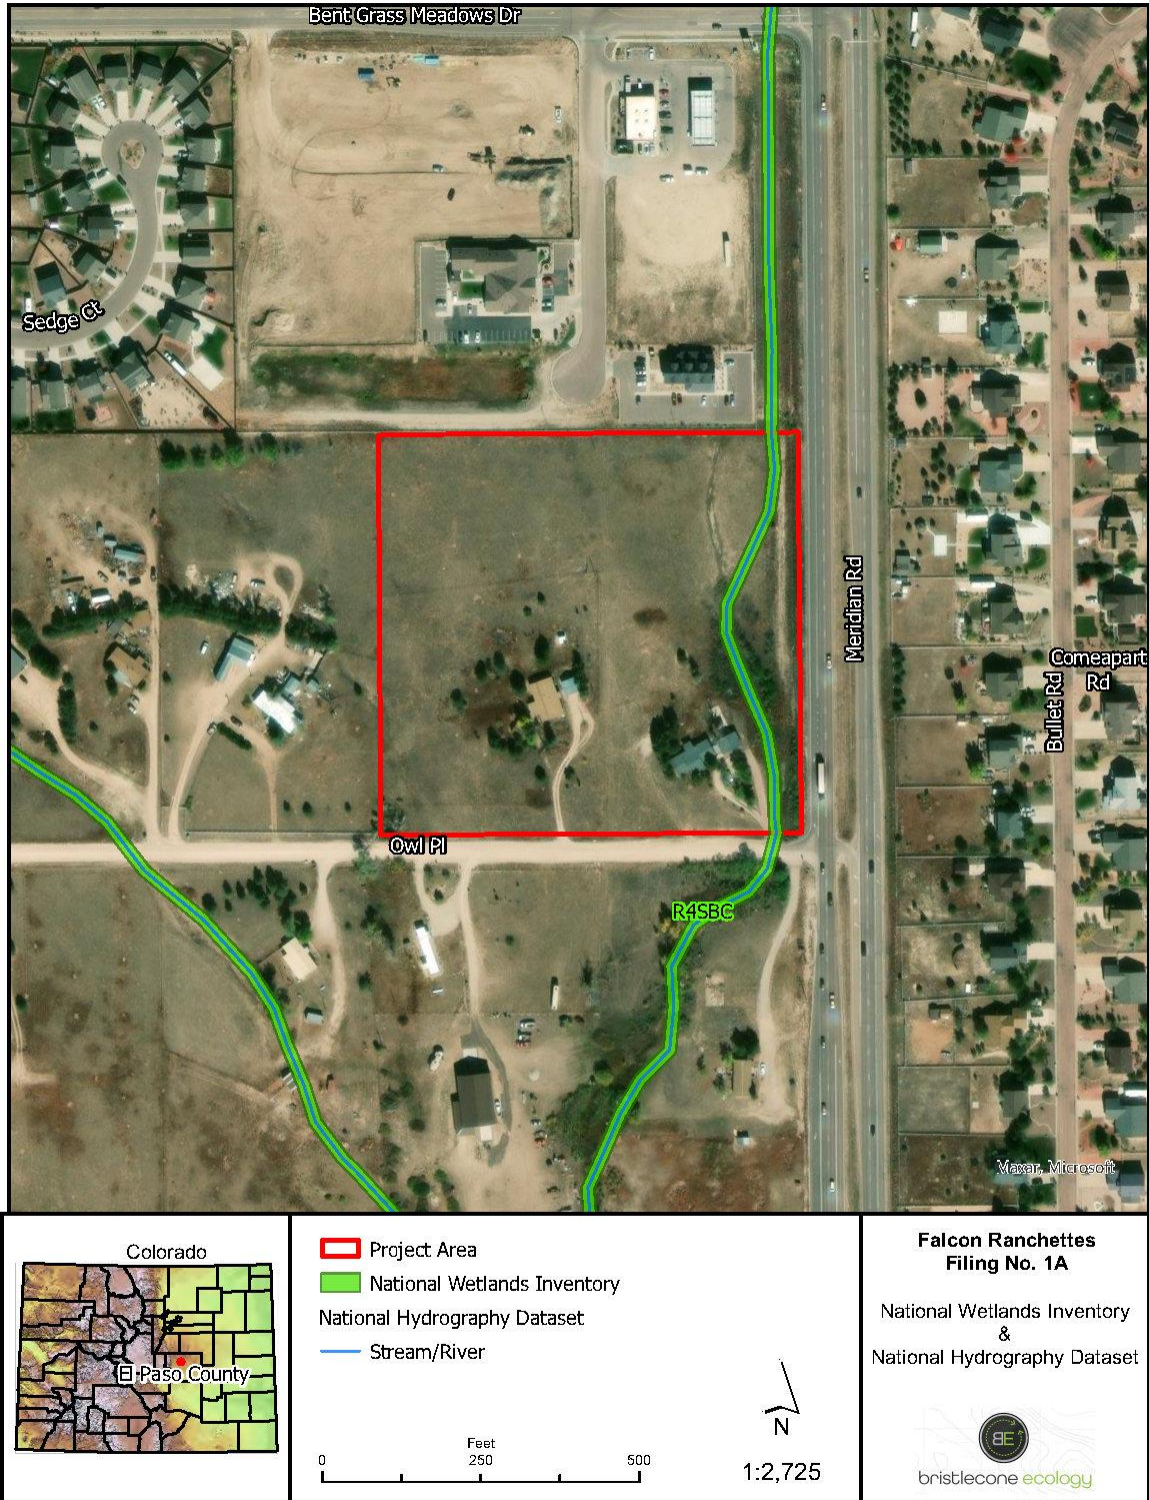 Bent Grass Meadows Dr
Sedge Ct
Meridian Rd
Comeapart
Rd
Bullet Rd
Owl Pl
R4SBC
Maxar, Microsoft
Colorado
El Paso County
Project Area
National Wetlands Inventory
National Hydrography Dataset
Stream/River
Feet
0 250 500
N
1:2,725
Falcon Ranchettes
Filing No. 1A
National Wetlands Inventory
&
National Hydrography Dataset
BE
bristlecone ecology